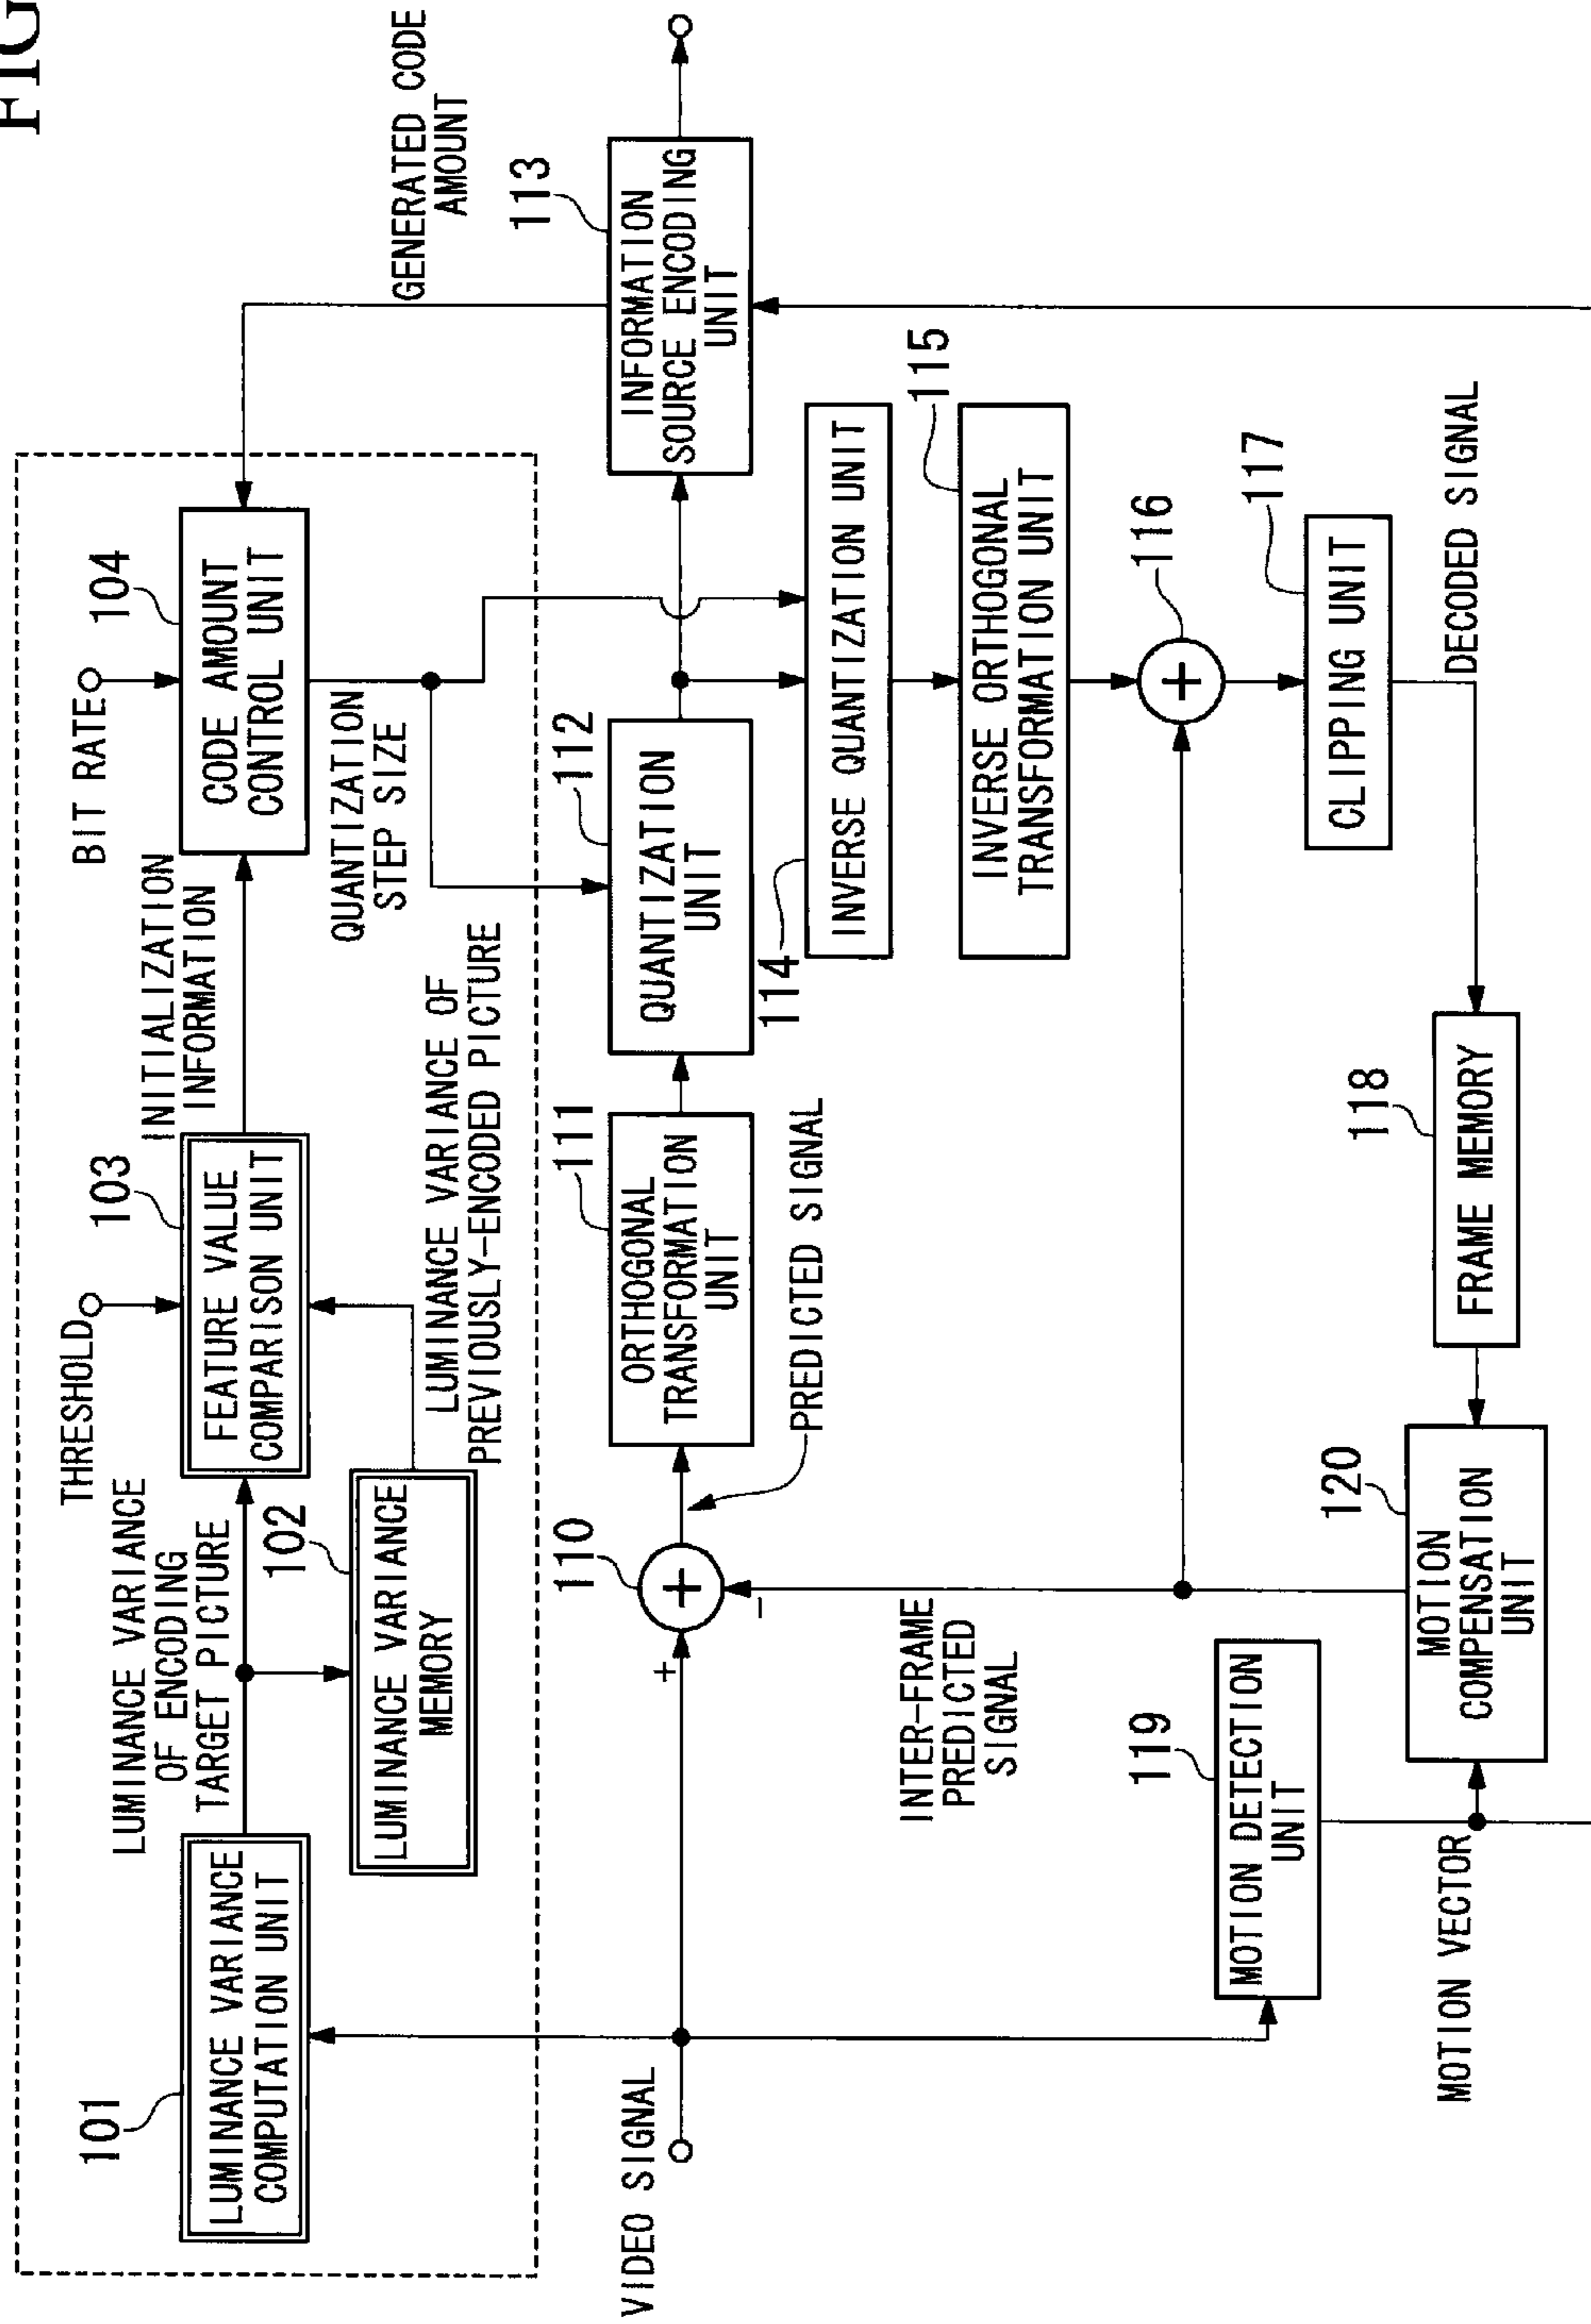 FIG
BIT RATE
THRESHOLD
101
LUMINANCE VARIANCE
COMPUTATION UNIT
LUMINANCE VARIANCE
OF ENCODING
TARGET PICTURE
102
LUMINANCE VARIANCE
MEMORY
103
FEATURE VALUE
COMPARISON UNIT
INITIALIZATION
INFORMATION
104
CODE AMOUNT
CONTROL UNIT
LUMINANCE VARIANCE OF
PREVIOUSLY-ENCODED PICTURE
QUANTIZATION
STEP SIZE
GENERATED CODE
AMOUNT
VIDEO SIGNAL
+
-
110
+
PREDICTED SIGNAL
111
ORTHOGONAL
TRANSFORMATION
UNIT
112
QUANTIZATION
UNIT
113
INFORMATION
SOURCE ENCODING
UNIT
114
INVERSE QUANTIZATION UNIT
115
INVERSE ORTHOGONAL
TRANSFORMATION UNIT
INTER-FRAME
PREDICTED
SIGNAL
116
+
117
CLIPPING UNIT
DECODED SIGNAL
119
MOTION DETECTION
UNIT
120
MOTION
COMPENSATION
UNIT
118
FRAME MEMORY
MOTION VECTOR